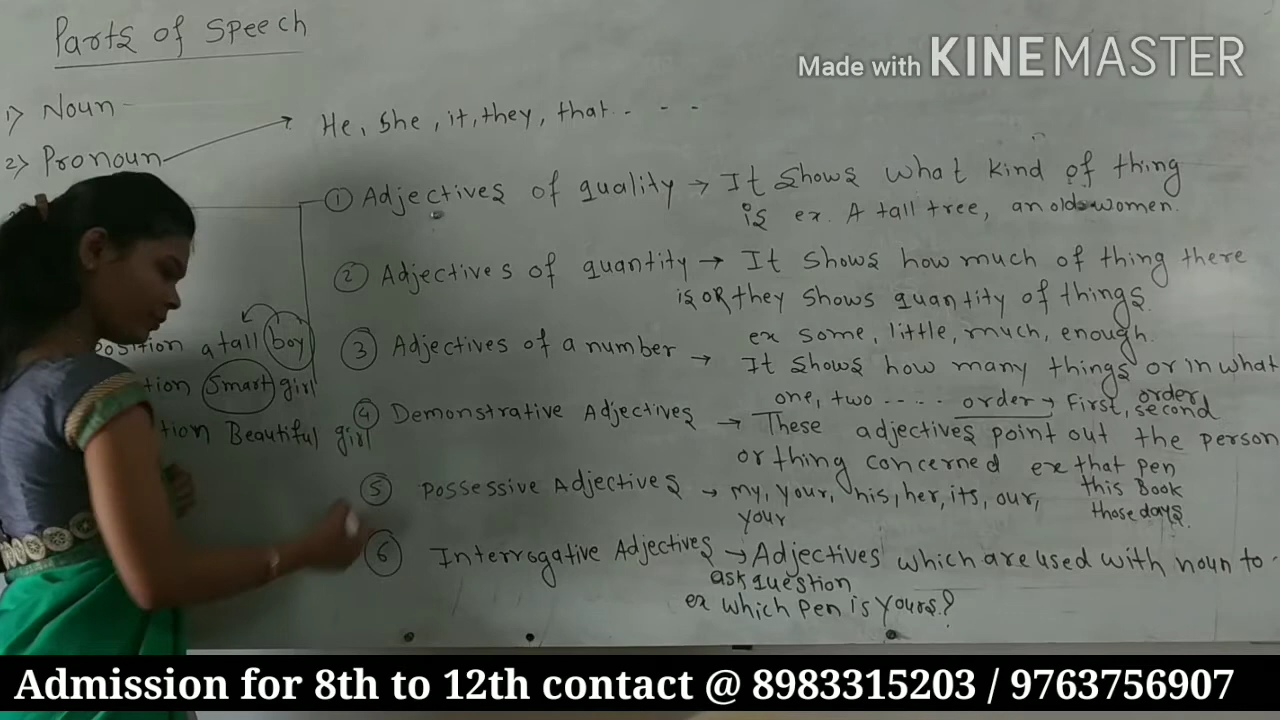 Parts of Speech
Made with KINEMASTER
1) Noun
2) Pronoun → He, she, it, they, that. - - -
① Adjectives of quality → It shows what kind of thing
is ex. A tall tree, an old women.
② Adjectives of quantity → It shows how much of thing there
is OR they shows quantity of things.
ex some, little, much, enough.
③ Adjectives of a number → It shows how many things or in what
order
one, two ..... order → First, second
④ Demonstrative Adjectives → These adjectives point out the person
or thing concerned ex that pen
this Book
those days.
⑤ Possessive Adjectives → my, your, his, her, its, our,
your
⑥ Interrogative Adjectives → Adjectives which are used with noun to
ask question
ex which pen is yours?
position a tall boy
tion Smart girl
tion Beautiful girl
Admission for 8th to 12th contact @ 8983315203 / 9763756907